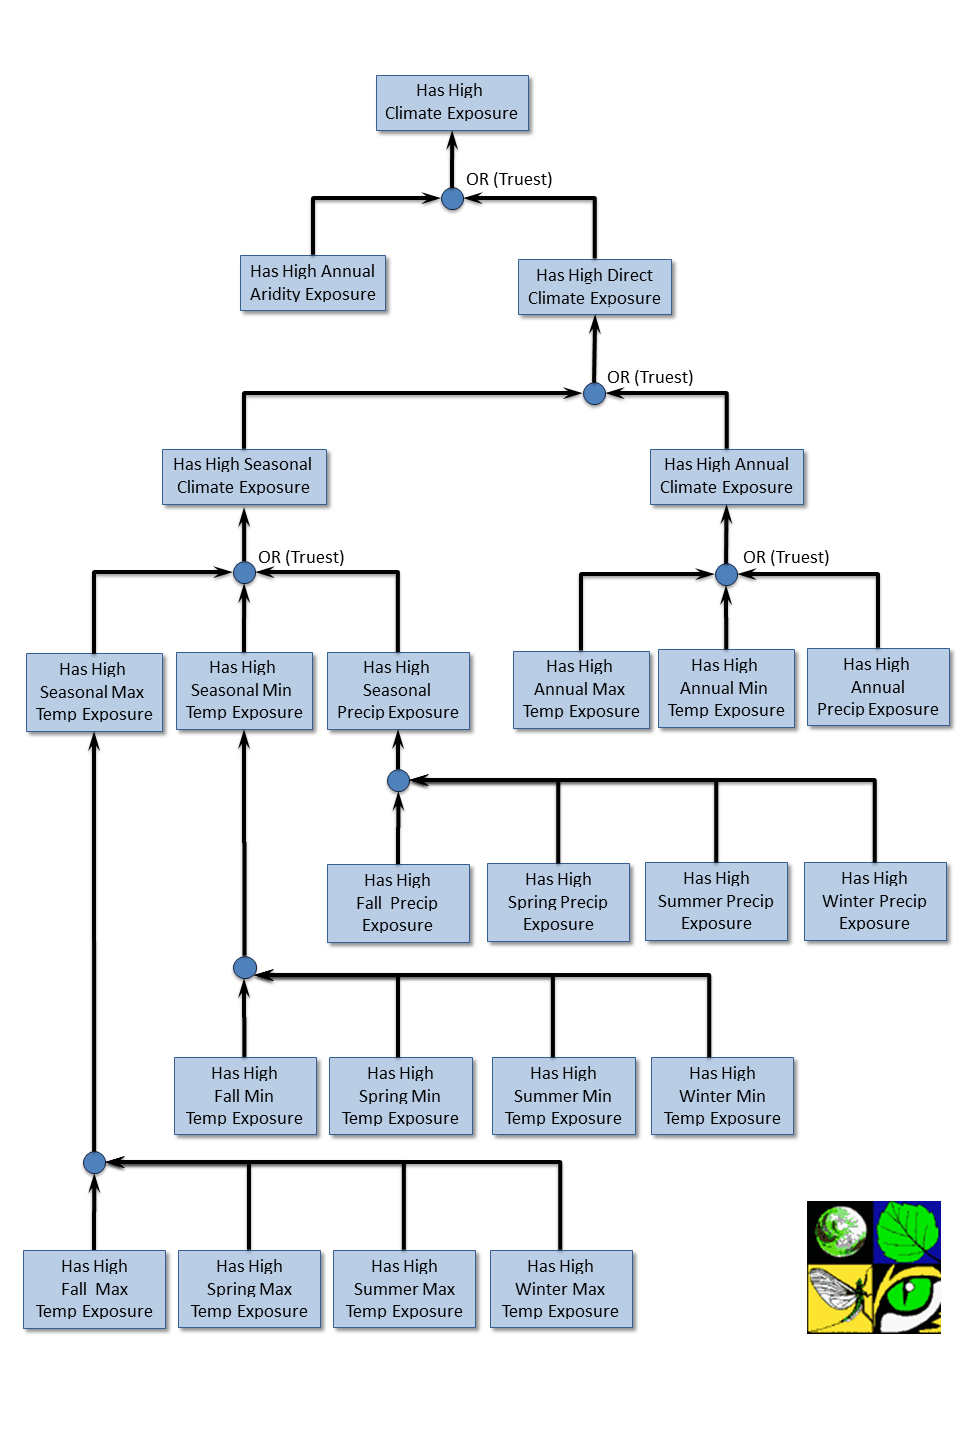 Has High
Climate Exposure
OR (Truest)
Has High Annual
Aridity Exposure
Has High Direct
Climate Exposure
OR (Truest)
Has High Seasonal
Climate Exposure
Has High Annual
Climate Exposure
OR (Truest)
OR (Truest)
Has High
Seasonal Max
Temp Exposure
Has High
Seasonal Min
Temp Exposure
Has High
Seasonal
Precip Exposure
Has High
Annual Max
Temp Exposure
Has High
Annual Min
Temp Exposure
Has High
Annual
Precip Exposure
Has High
Fall  Precip
Exposure
Has High
Spring Precip
Exposure
Has High
Summer Precip
Exposure
Has High
Winter Precip
Exposure
Has High
Fall Min
Temp Exposure
Has High
Spring Min
Temp Exposure
Has High
Summer Min
Temp Exposure
Has High
Winter Min
Temp Exposure
Has High
Fall  Max
Temp Exposure
Has High
Spring Max
Temp Exposure
Has High
Summer Max
Temp Exposure
Has High
Winter Max
Temp Exposure